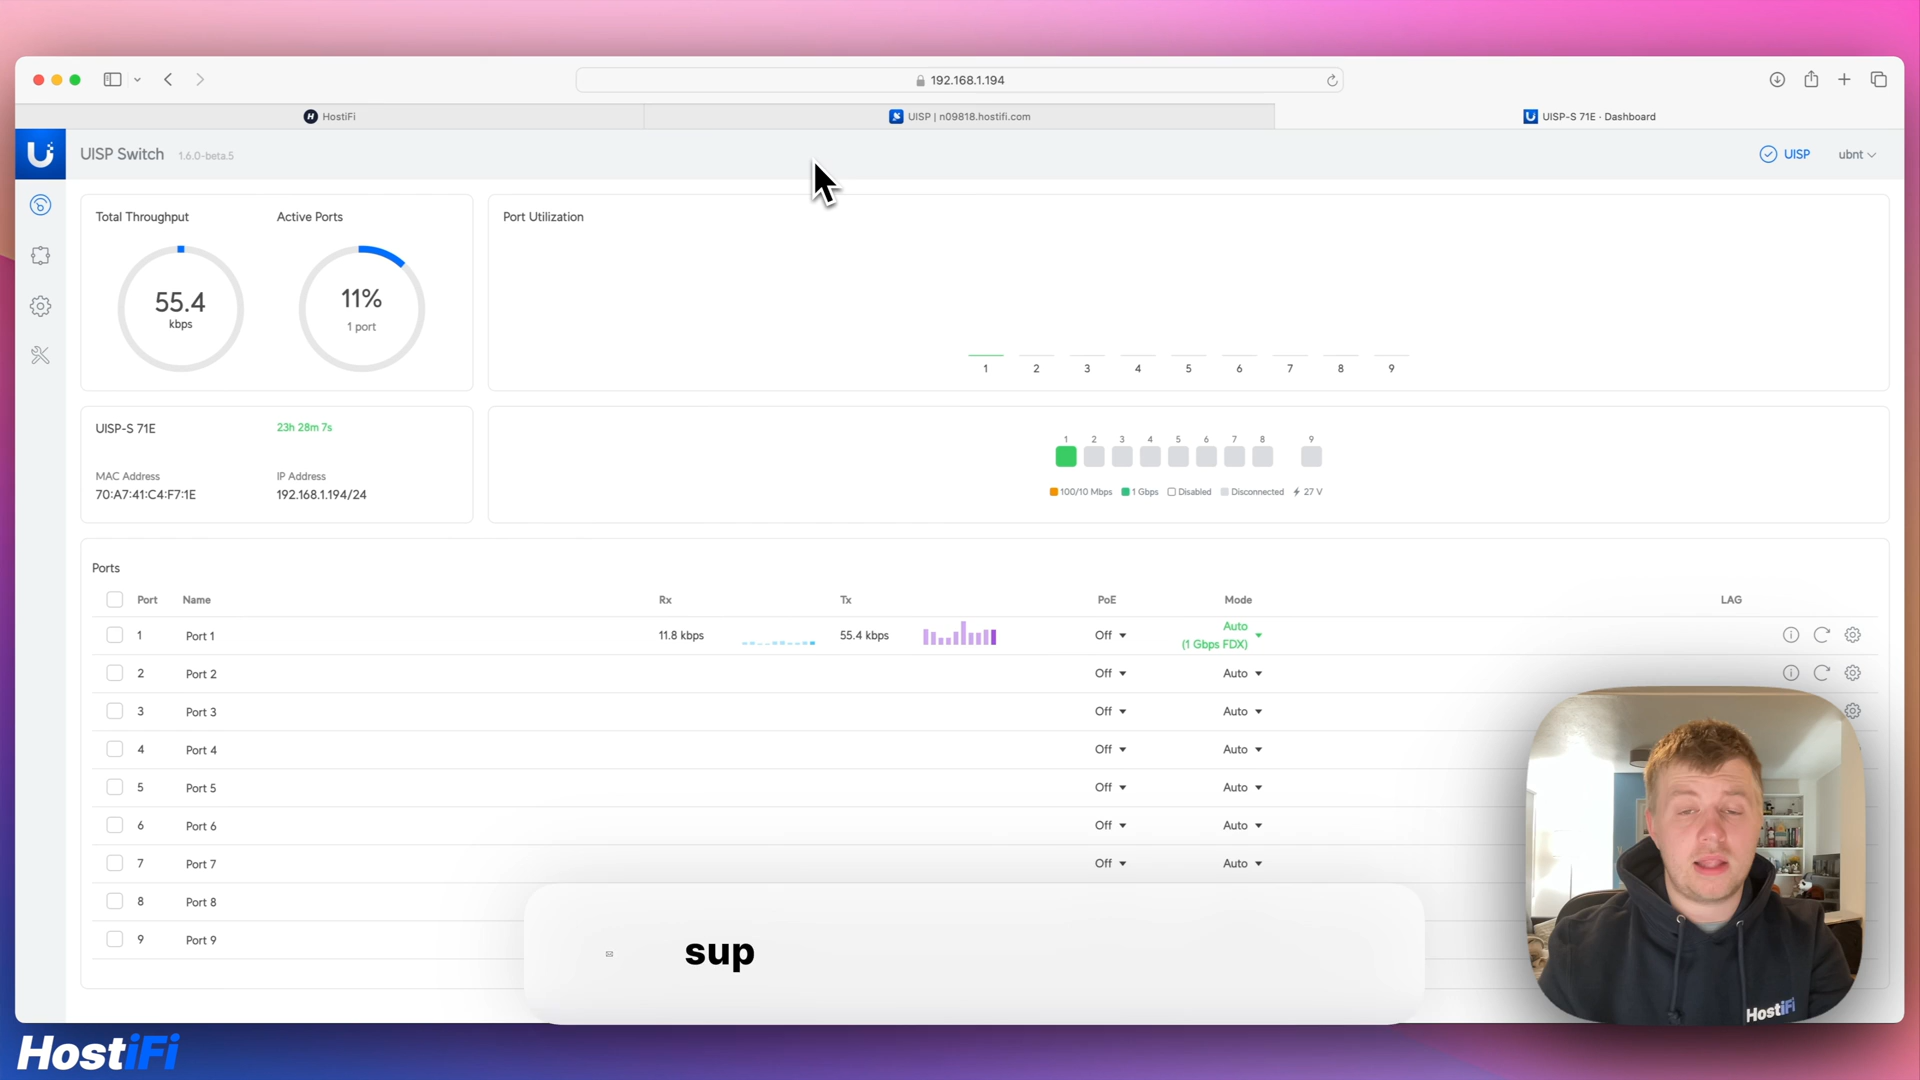 192.168.1.194
HostiFi
UISP | n09818.hostifi.com
UISP-S 71E - Dashboard
UISP Switch 1.6.0-beta.5
UISP
ubnt
Total Throughput
Active Ports
Port Utilization
55.4
kbps
11%
1 port
1 2 3 4 5 6 7 8 9
UISP-S 71E
23h 28m 7s
MAC Address
IP Address
70:A7:41:C4:F7:1E
192.168.1.194/24
1 2 3 4 5 6 7 8 9
100/10 Mbps 1 Gbps Disabled Disconnected 27 V
Ports
Port Name Rx Tx PoE Mode LAG
1 Port 1 11.8 kbps 55.4 kbps Off Auto
(1 Gbps FDX)
2 Port 2 Off Auto
3 Port 3 Off Auto
4 Port 4 Off Auto
5 Port 5 Off Auto
6 Port 6 Off Auto
7 Port 7 Off Auto
8 Port 8
9 Port 9
sup
HostiFi
HostiFi